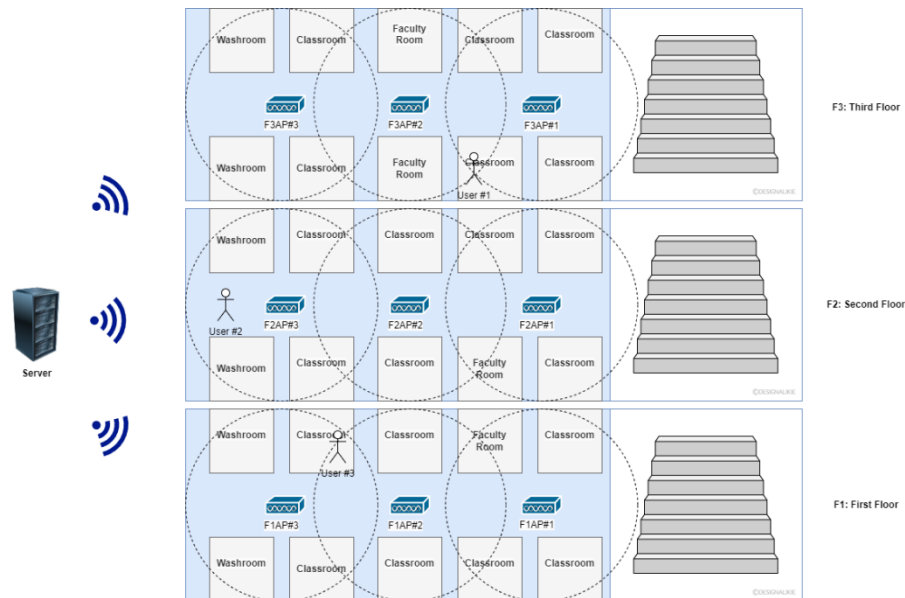 Washroom
Classroom
Faculty
Room
Classroom
Classroom
F3AP#3
F3AP#2
F3AP#1
F3: Third Floor
Washroom
Classroom
Faculty
Room
Classroom
User #1
©DESIGNALIKE
Classroom
Washroom
Classroom
Classroom
Classroom
Classroom
User #2
F2AP#3
F2AP#2
F2AP#1
F2: Second Floor
Washroom
Classroom
Classroom
Faculty
Room
Classroom
©DESIGNALIKE
Server
Washroom
Classroom
Classroom
Faculty
Room
Classroom
User #3
F1AP#3
F1AP#2
F1AP#1
F1: First Floor
Washroom
Classroom
Classroom
Classroom
Classroom
©DESIGNALIKE